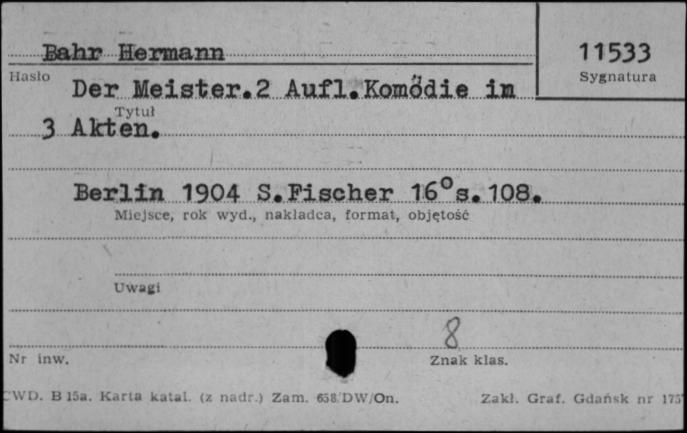 Bahr Hermann
11533
Hasło
Sygnatura
Der Meister.2 Aufl.Komödie in
Tytuł
3 Akten.
Berlin 1904 S.Fischer 16°s.108.
Miejsce, rok wyd., nakładca, format, objętość
Uwagi
8
Nr inw.
Znak klas.
CWD. B 15a. Karta katal. (z nadr.) Zam. 658/DW/On.
Zakł. Graf. Gdańsk nr